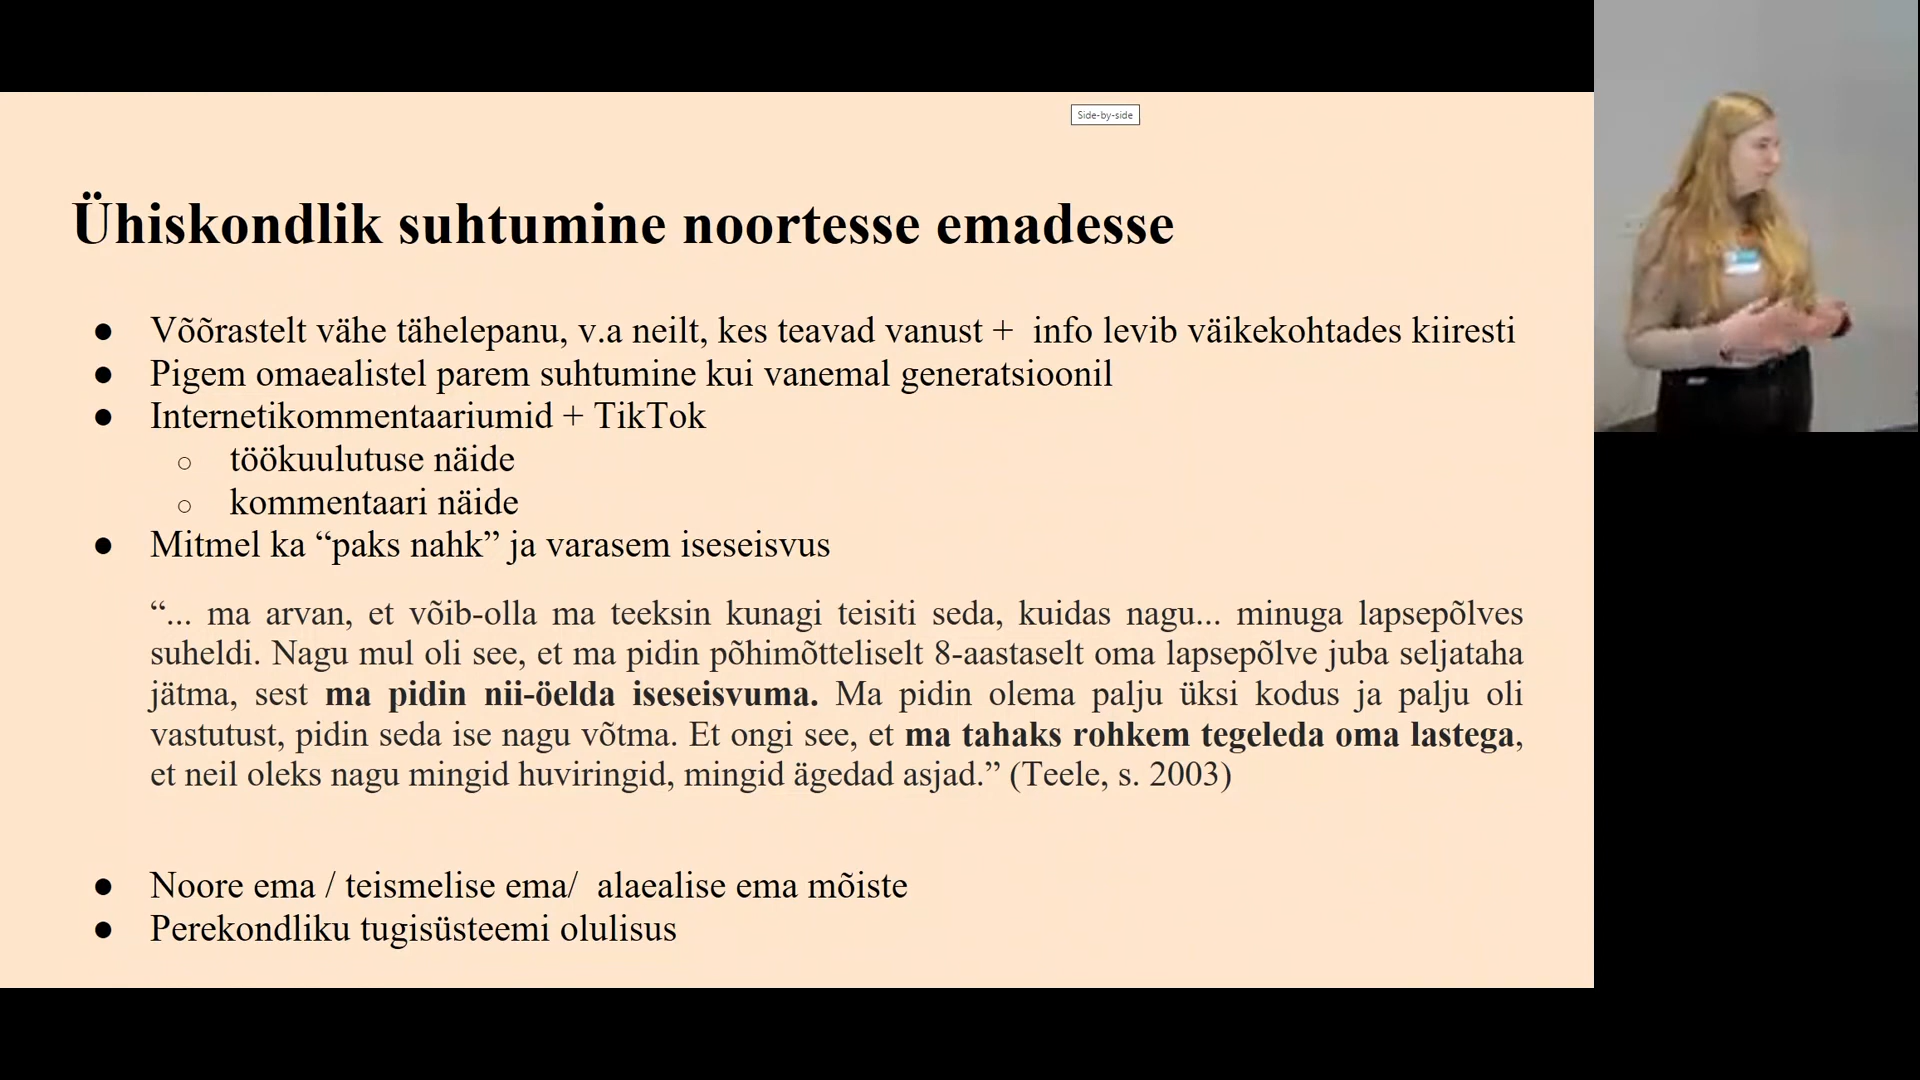 Side-by-side
Ühiskondlik suhtumine noortesse emadesse
● Võõrastelt vähe tähelepanu, v.a neilt, kes teavad vanust + info levib väikekohtades kiiresti
● Pigem omaealistel parem suhtumine kui vanemal generatsioonil
● Internetikommentaariumid + TikTok
○ töökuulutuse näide
○ kommentaari näide
● Mitmel ka “paks nahk” ja varasem iseseisvus
“... ma arvan, et võib-olla ma teeksin kunagi teisiti seda, kuidas nagu... minuga lapsepõlves
suheldi. Nagu mul oli see, et ma pidin põhimõtteliselt 8-aastaselt oma lapsepõlve juba seljataha
jätma, sest ma pidin nii-öelda iseseisvuma. Ma pidin olema palju üksi kodus ja palju oli
vastutust, pidin seda ise nagu võtma. Et ongi see, et ma tahaks rohkem tegeleda oma lastega,
et neil oleks nagu mingid huviringid, mingid ägedad asjad.” (Teele, s. 2003)
● Noore ema / teismelise ema/ alaealise ema mõiste
● Perekondliku tugisüsteemi olulisus